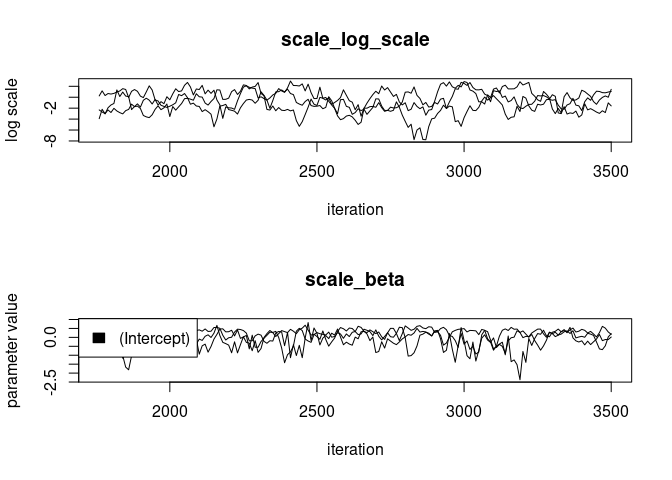 scale_log_scale
log scale
-2
-8
2000 2500 3000 3500
iteration
scale_beta
parameter value
0.0
-2.5
(Intercept)
2000 2500 3000 3500
iteration